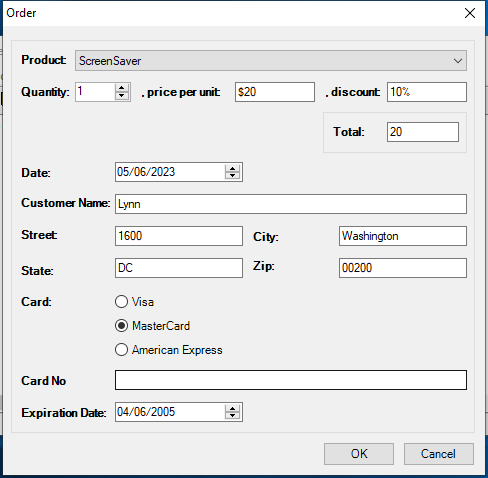 Order
Product: ScreenSaver
Quantity: 1 , price per unit: $20 , discount: 10%
Total: 20
Date: 05/06/2023
Customer Name: Lynn
Street: 1600 City: Washington
State: DC Zip: 00200
Card: Visa
MasterCard
American Express
Card No
Expiration Date: 04/06/2005
OK Cancel